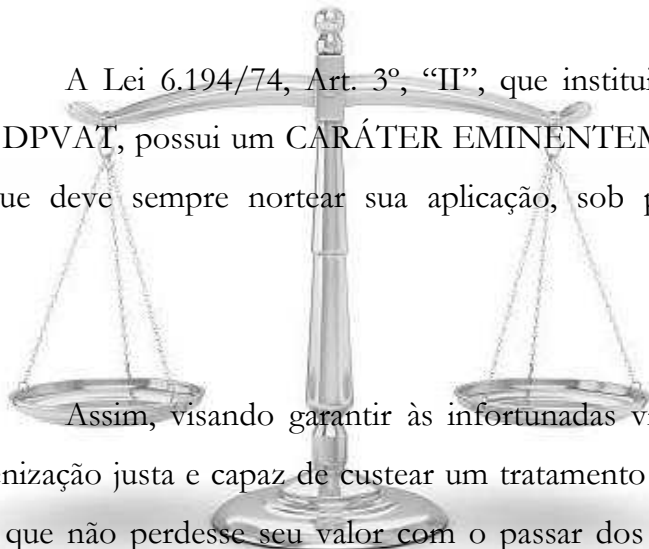 A Lei 6.194/74, Art. 3º, “II”, que institui
DPVAT, possui um CARÁTER EMINENTEM
ue deve sempre nortear sua aplicação, sob p
Assim, visando garantir às infortunadas v
enização justa e capaz de custear um tratamento
que não perdesse seu valor com o passar dos